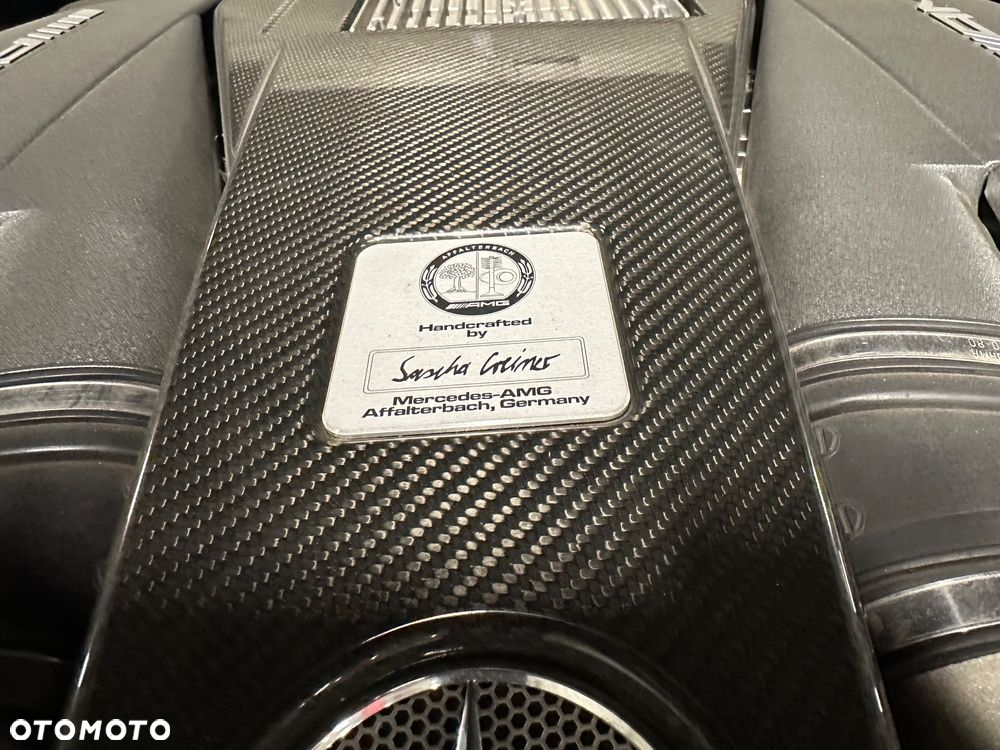 AFFALTERBACH
AMG
Handcrafted
by
Sascha Greiner
Mercedes-AMG
Affalterbach, Germany
OTOMOTO